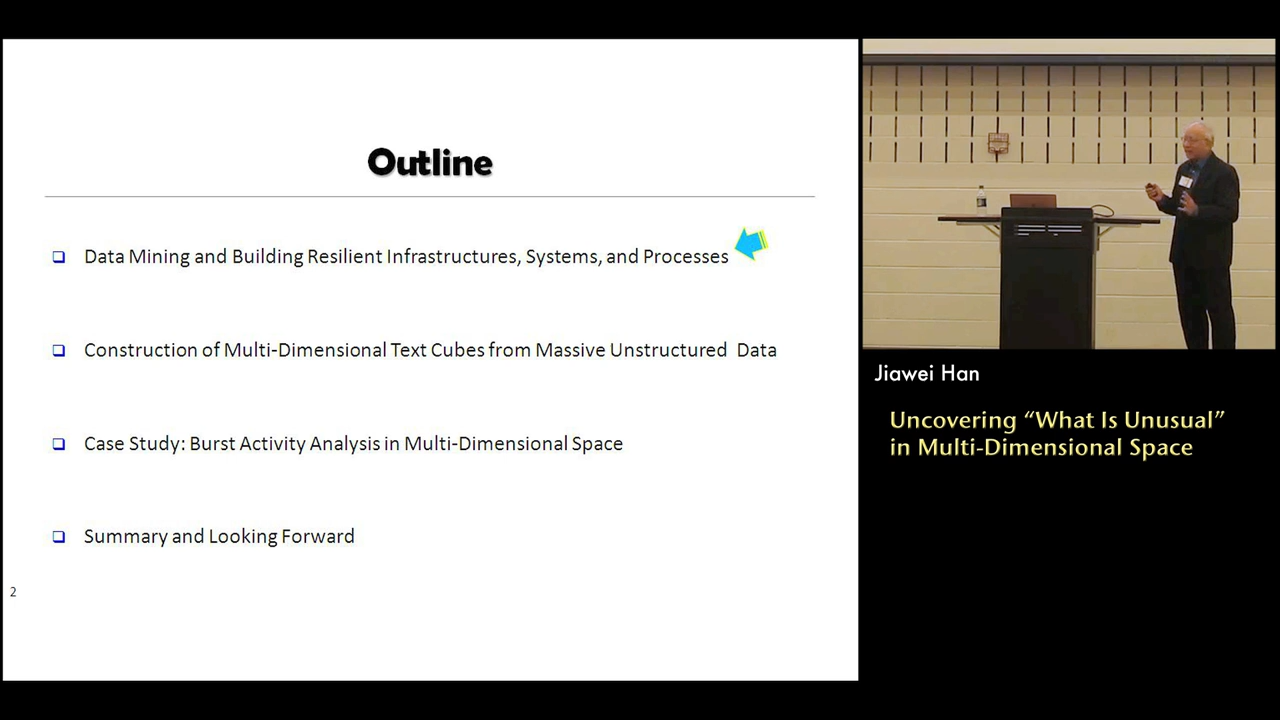 Outline
Data Mining and Building Resilient Infrastructures, Systems, and Processes
Construction of Multi-Dimensional Text Cubes from Massive Unstructured Data
Case Study: Burst Activity Analysis in Multi-Dimensional Space
Summary and Looking Forward
2
Jiawei Han
Uncovering “What Is Unusual”
in Multi-Dimensional Space